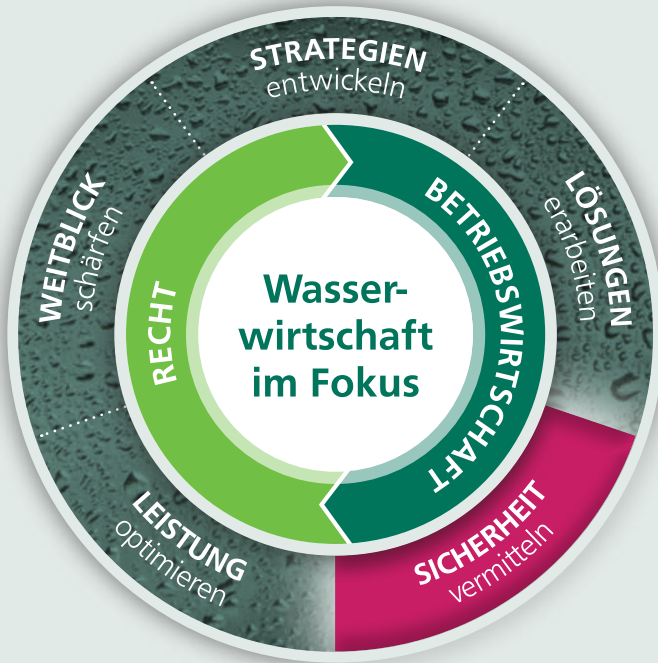 STRATEGIEN
entwickeln
LÖSUNGEN
erarbeiten
SICHERHEIT
vermitteln
LEISTUNG
optimieren
WEITBLICK
schärfen
RECHT
BETRIEBSWIRTSCHAFT
Wasser-
wirtschaft
im Fokus